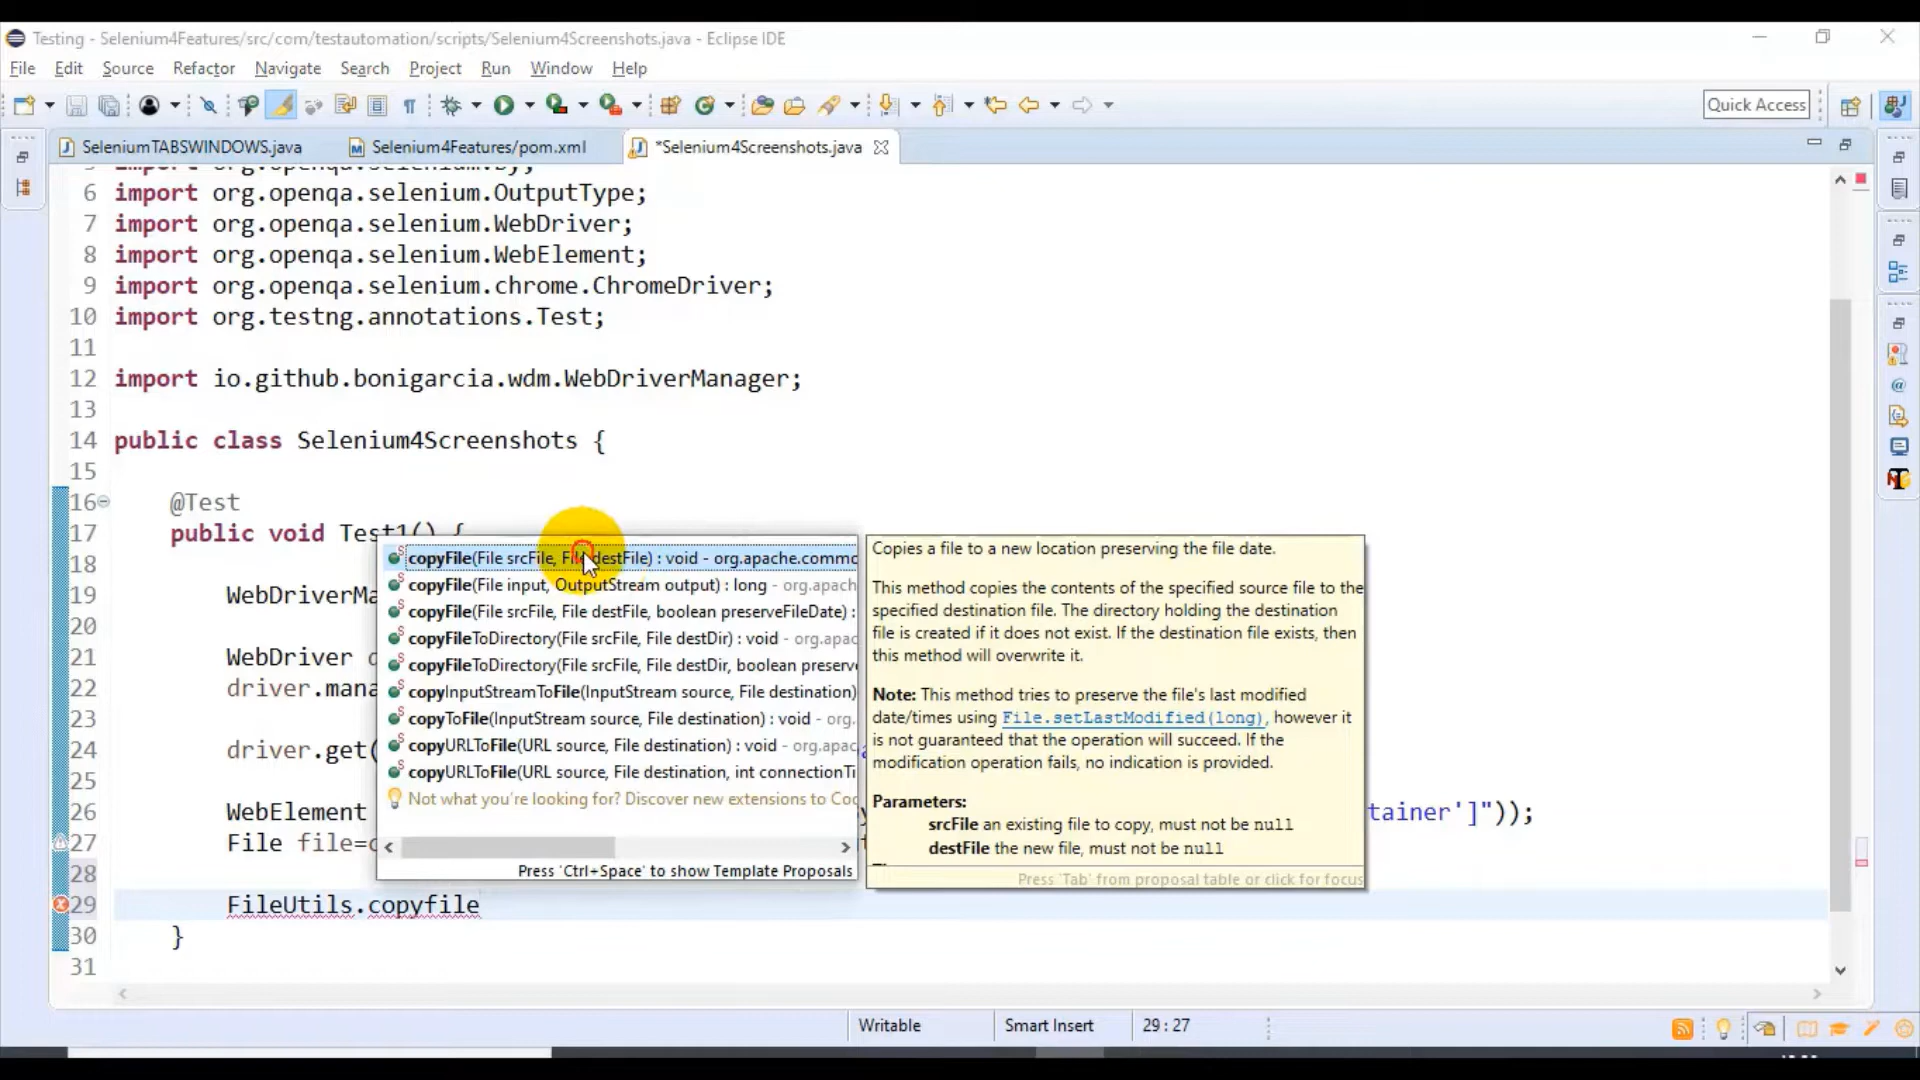 Testing - Selenium4Features/src/com/testautomation/scripts/Selenium4Screenshots.java - Eclipse IDE
File Edit Source Refactor Navigate Search Project Run Window Help
Quick Access
SeleniumTABSWINDOWS.java Selenium4Features/pom.xml *Selenium4Screenshots.java
6 import org.openqa.selenium.OutputType;
7 import org.openqa.selenium.WebDriver;
8 import org.openqa.selenium.WebElement;
9 import org.openqa.selenium.chrome.ChromeDriver;
10 import org.testng.annotations.Test;
11
12 import io.github.bonigarcia.wdm.WebDriverManager;
13
14 public class Selenium4Screenshots {
15
16 @Test
17 public void Test1() {
18
19 WebDriverMa
20
21 WebDriver
22 driver.mana
23
24 driver.get(
25
26 WebElement tainer']"));
27 File file=
28
29 FileUtils.copyfile
30 }
31
copyFile(File srcFile, File destFile) : void - org.apache.commo
copyFile(File input, OutputStream output) : long - org.apach
copyFile(File srcFile, File destFile, boolean preserveFileDate) :
copyFileToDirectory(File srcFile, File destDir) : void - org.apac
copyFileToDirectory(File srcFile, File destDir, boolean preserve
copyInputStreamToFile(InputStream source, File destination)
copyToFile(InputStream source, File destination) : void - org.
copyURLToFile(URL source, File destination) : void - org.apac
copyURLToFile(URL source, File destination, int connectionTi
Not what you're looking for? Discover new extensions to Coc
Press 'Ctrl+Space' to show Template Proposals
Copies a file to a new location preserving the file date.
This method copies the contents of the specified source file to the
specified destination file. The directory holding the destination
file is created if it does not exist. If the destination file exists, then
this method will overwrite it.
Note: This method tries to preserve the file's last modified
date/times using File.setLastModified(long), however it
is not guaranteed that the operation will succeed. If the
modification operation fails, no indication is provided.
Parameters:
srcFile an existing file to copy, must not be null
destFile the new file, must not be null
Press 'Tab' from proposal table or click for focus
Writable Smart Insert 29 : 27